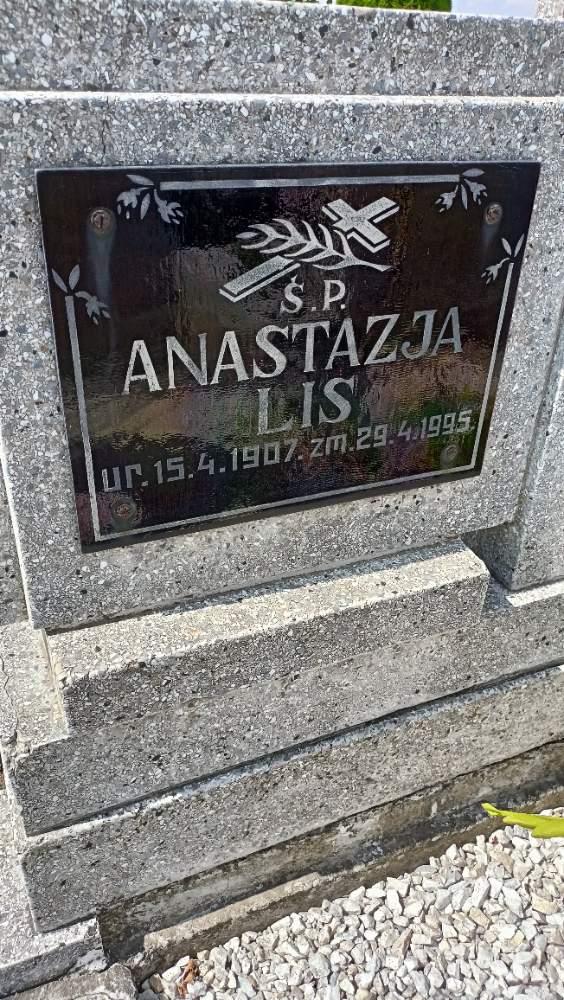 Ś.P.
ANASTAZJA
LIS
ur. 15.4.1907. zm. 29.4.1995.